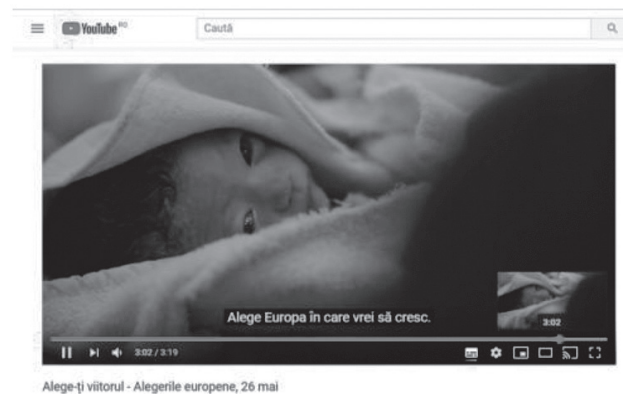 YouTube RO
Caută
Alege Europa în care vrei să cresc.
3:02
3:02 / 3:19
Alege-ți viitorul - Alegerile europene, 26 mai